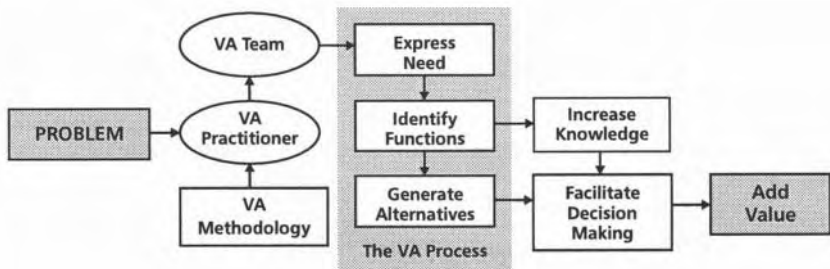 PROBLEM
VA Team
VA
Practitioner
VA
Methodology
Express
Need
Identify
Functions
Generate
Alternatives
The VA Process
Increase
Knowledge
Facilitate
Decision
Making
Add
Value